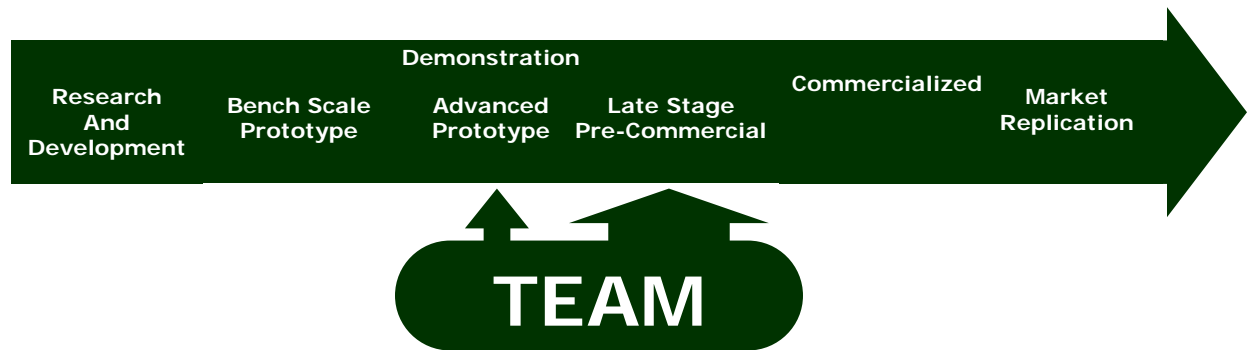 Research
And
Development
Bench Scale
Prototype
Demonstration
Advanced
Prototype
Late Stage
Pre-Commercial
Commercialized
Market
Replication
TEAM